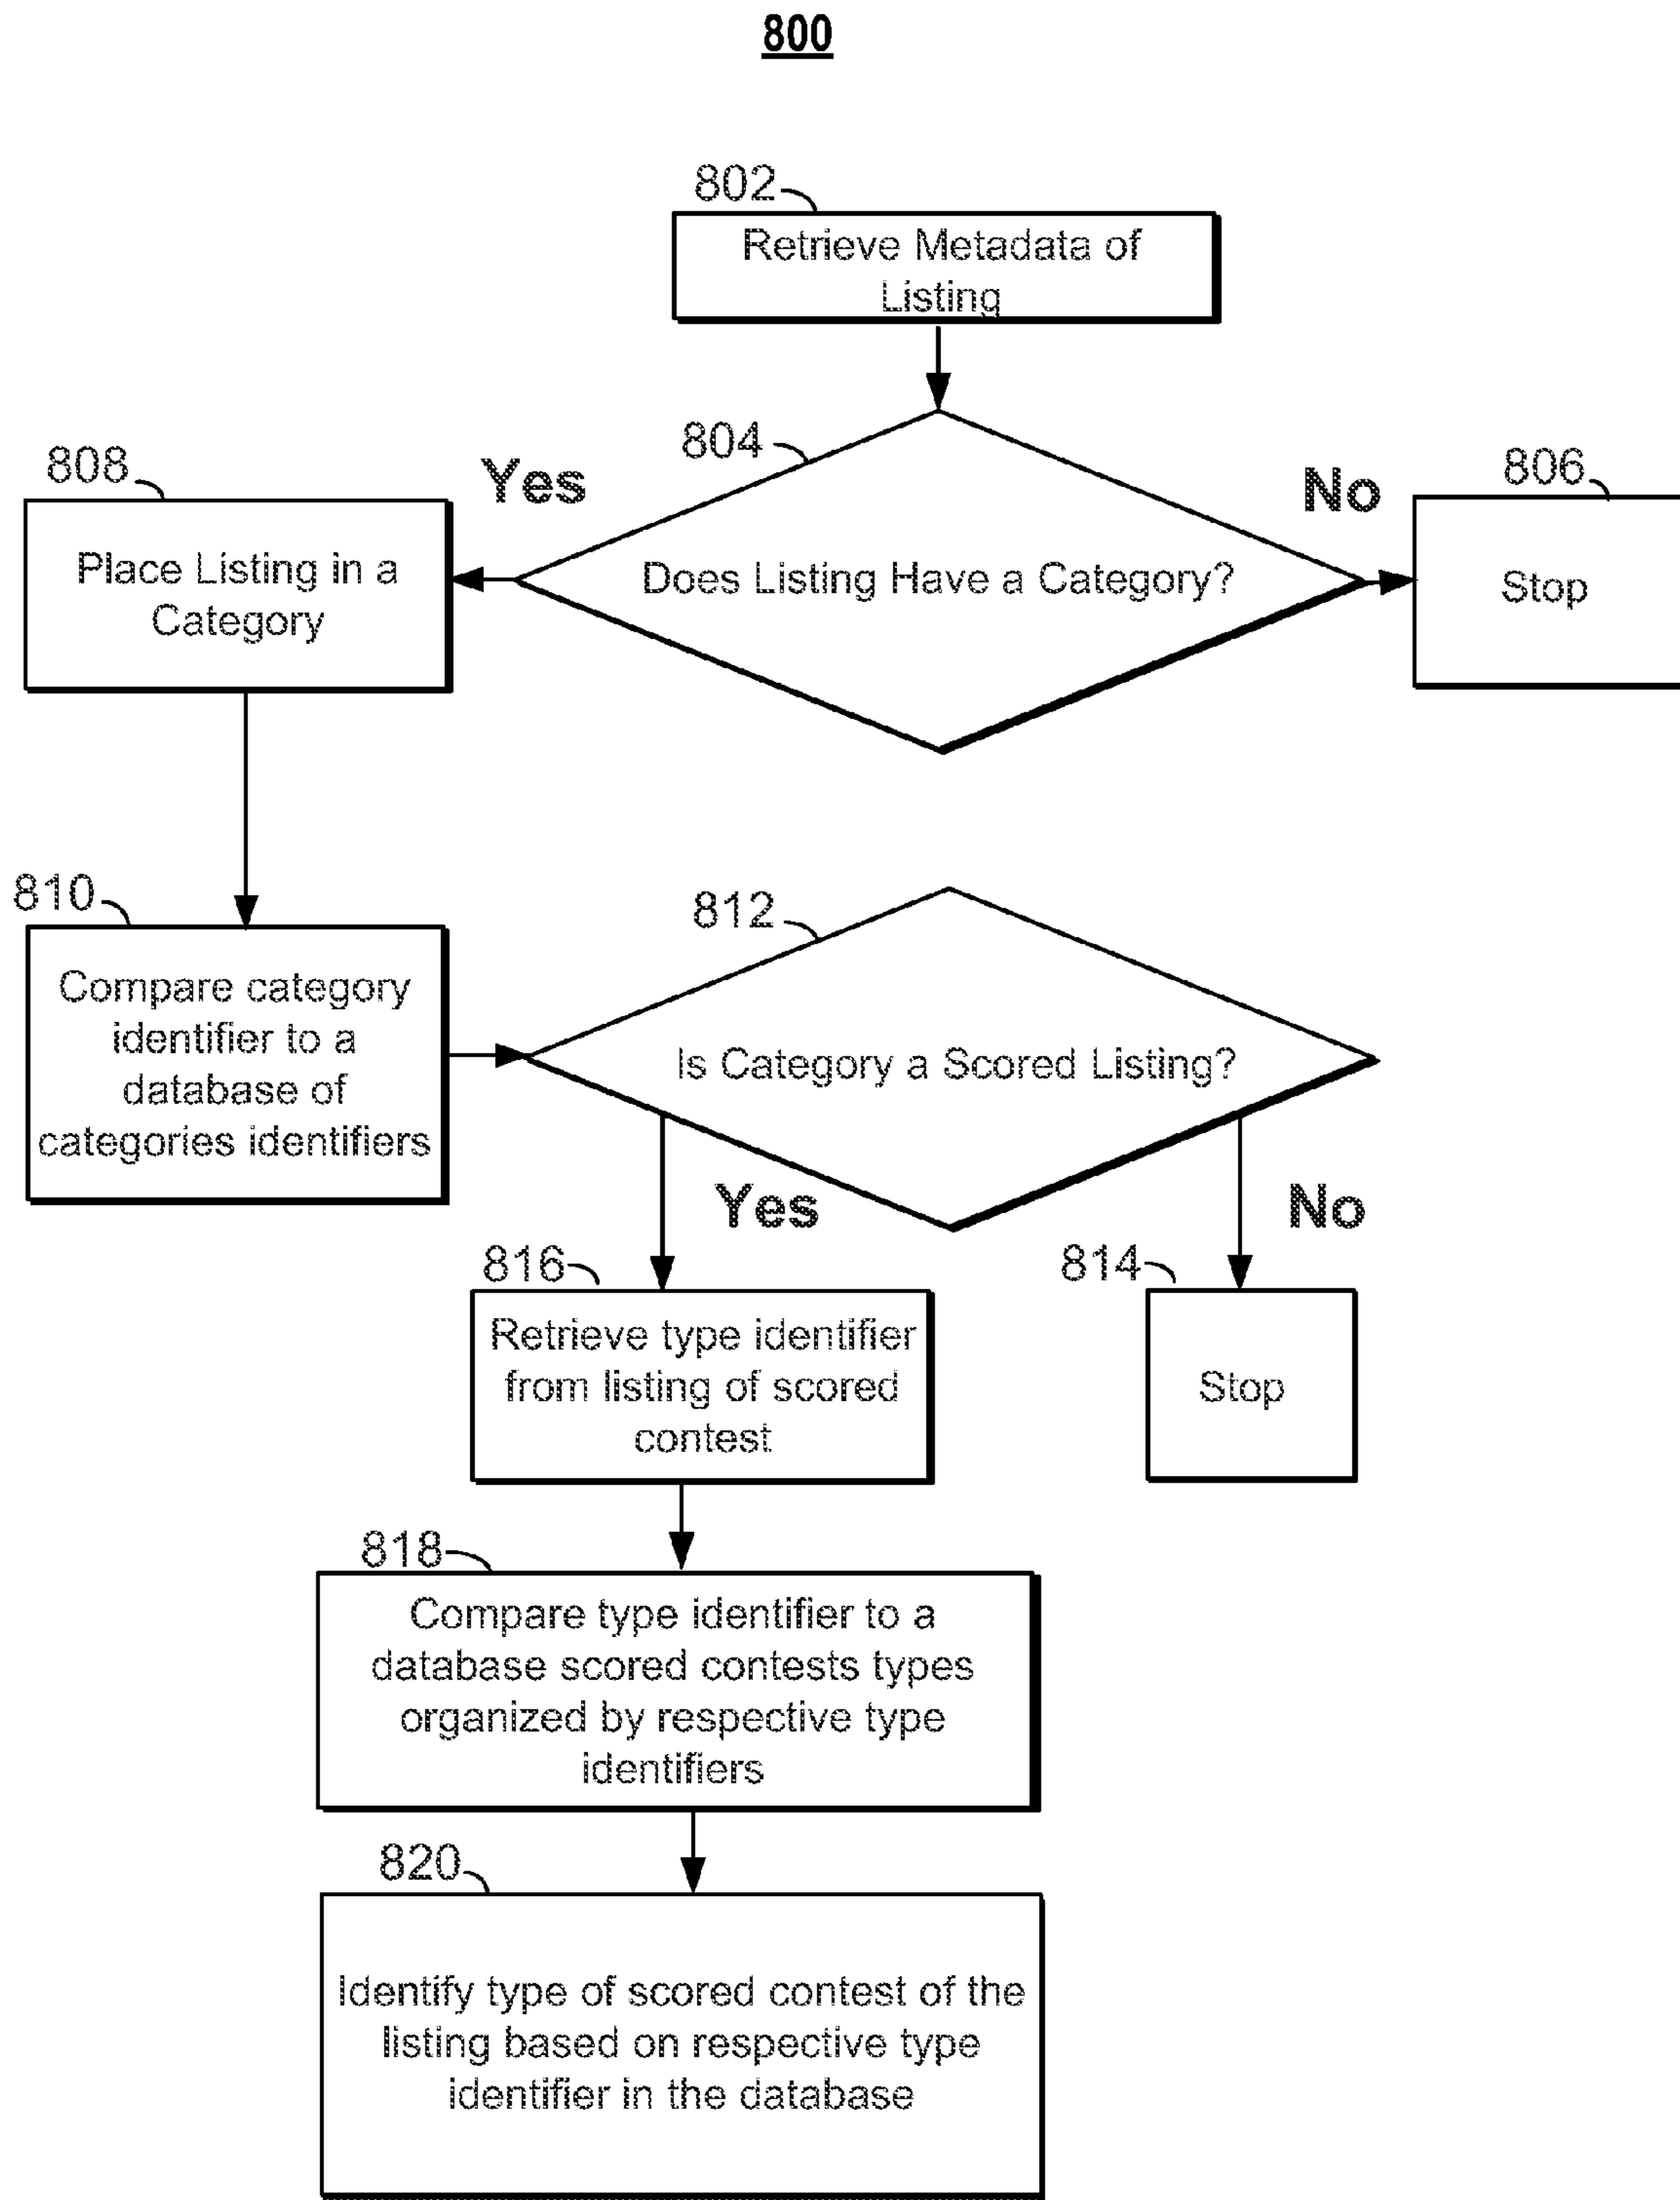 800
802
Retrieve Metadata of
Listing
804
Yes
No
808
806
Place Listing in a
Category
Does Listing Have a Category?
Stop
810
812
Compare category
identifier to a
database of
categories identifiers
Is Category a Scored Listing?
Yes
No
816
814
Retrieve type identifier
from listing of scored
contest
Stop
818
Compare type identifier to a
database scored contests types
organized by respective type
identifiers
820
Identify type of scored contest of the
listing based on respective type
identifier in the database